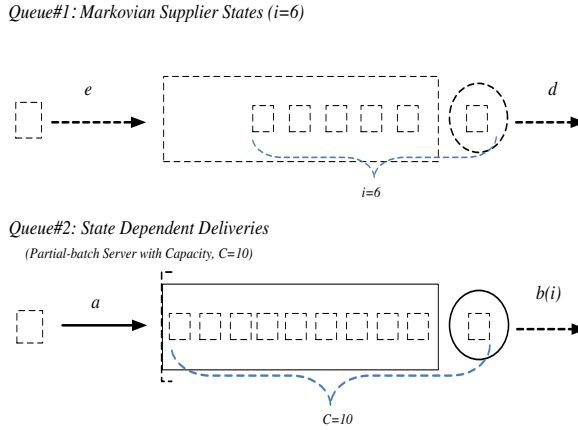 Queue#1: Markovian Supplier States (i=6)
e
d
i=6
Queue#2: State Dependent Deliveries
(Partial-batch Server with Capacity, C=10)
a
b(i)
C=10